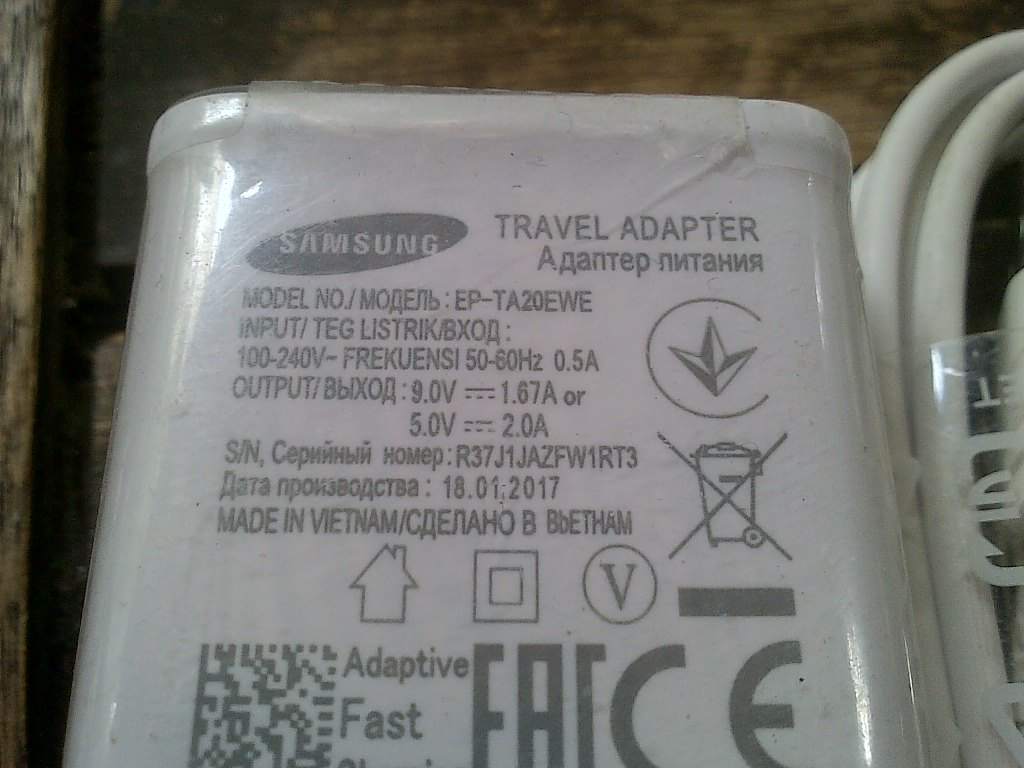 SAMSUNG
TRAVEL ADAPTER
Адаптер питания
MODEL NO./МОДЕЛЬ : EP-TA20EWE
INPUT/ TEG LISTRIK/ВХОД :
100-240V~ FREKUENSI 50-60Hz 0.5A
OUTPUT/ВЫХОД : 9.0V ⎓ 1.67A or
5.0V ⎓ 2.0A
S/N, Серийный номер : R37J1JAZFW1RT3
Дата производства : 18.01.2017
MADE IN VIETNAM/СДЕЛАНО В ВЬЕТНАМ
V
Adaptive
Fast
EAC CE